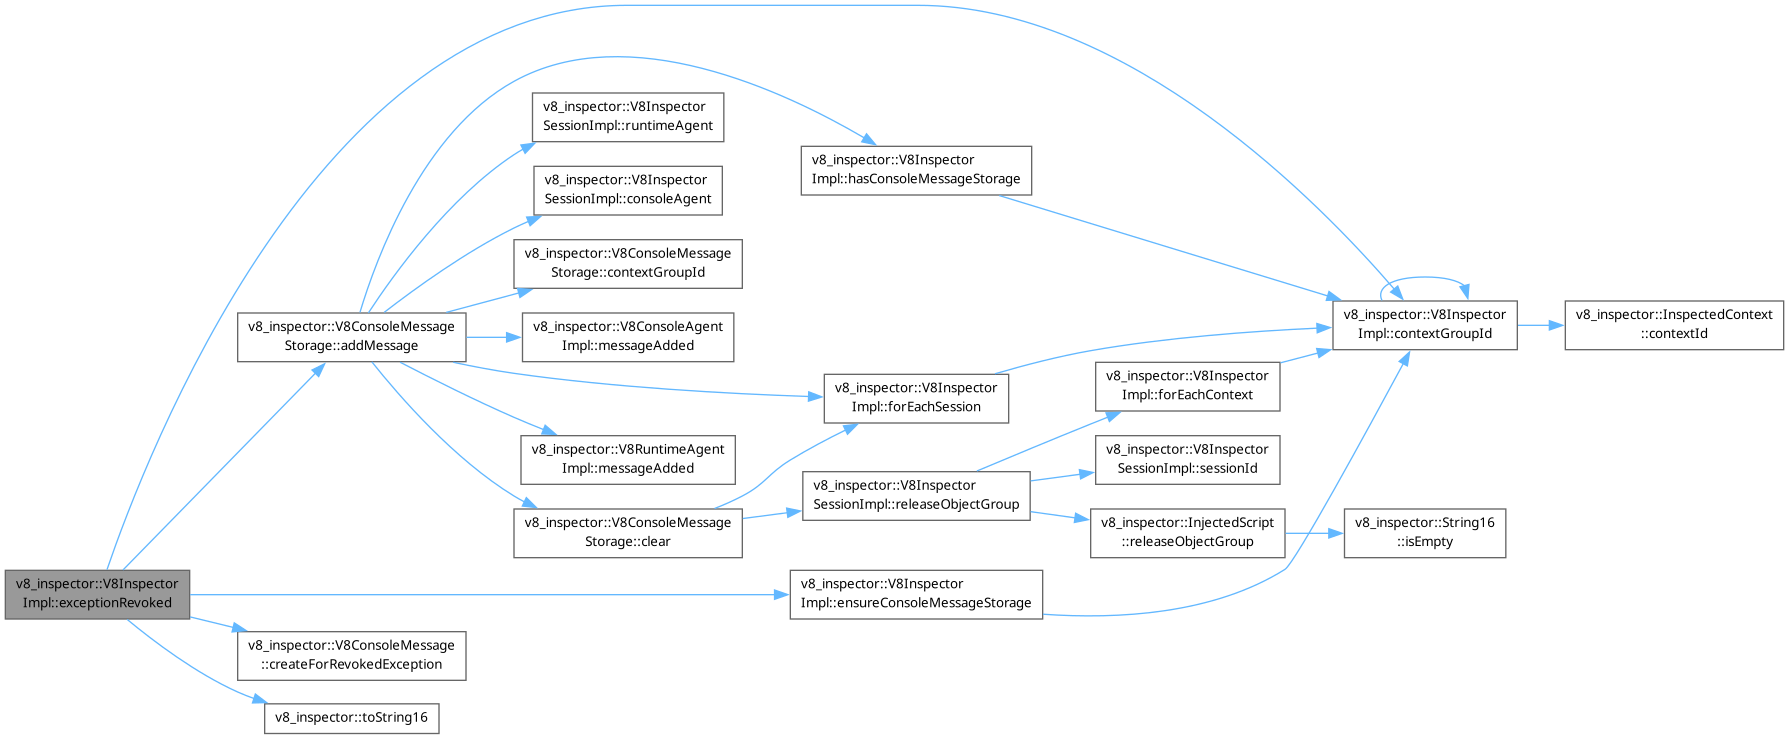 v8_inspector::V8Inspector
Impl::exceptionRevoked
v8_inspector::V8ConsoleMessage
Storage::addMessage
v8_inspector::V8ConsoleMessage
::createForRevokedException
v8_inspector::toString16
v8_inspector::V8Inspector
SessionImpl::runtimeAgent
v8_inspector::V8Inspector
SessionImpl::consoleAgent
v8_inspector::V8ConsoleMessage
Storage::contextGroupId
v8_inspector::V8ConsoleAgent
Impl::messageAdded
v8_inspector::V8RuntimeAgent
Impl::messageAdded
v8_inspector::V8ConsoleMessage
Storage::clear
v8_inspector::V8Inspector
Impl::hasConsoleMessageStorage
v8_inspector::V8Inspector
Impl::forEachSession
v8_inspector::V8Inspector
SessionImpl::releaseObjectGroup
v8_inspector::V8Inspector
Impl::ensureConsoleMessageStorage
v8_inspector::V8Inspector
Impl::forEachContext
v8_inspector::V8Inspector
SessionImpl::sessionId
v8_inspector::InjectedScript
::releaseObjectGroup
v8_inspector::V8Inspector
Impl::contextGroupId
v8_inspector::String16
::isEmpty
v8_inspector::InspectedContext
::contextId